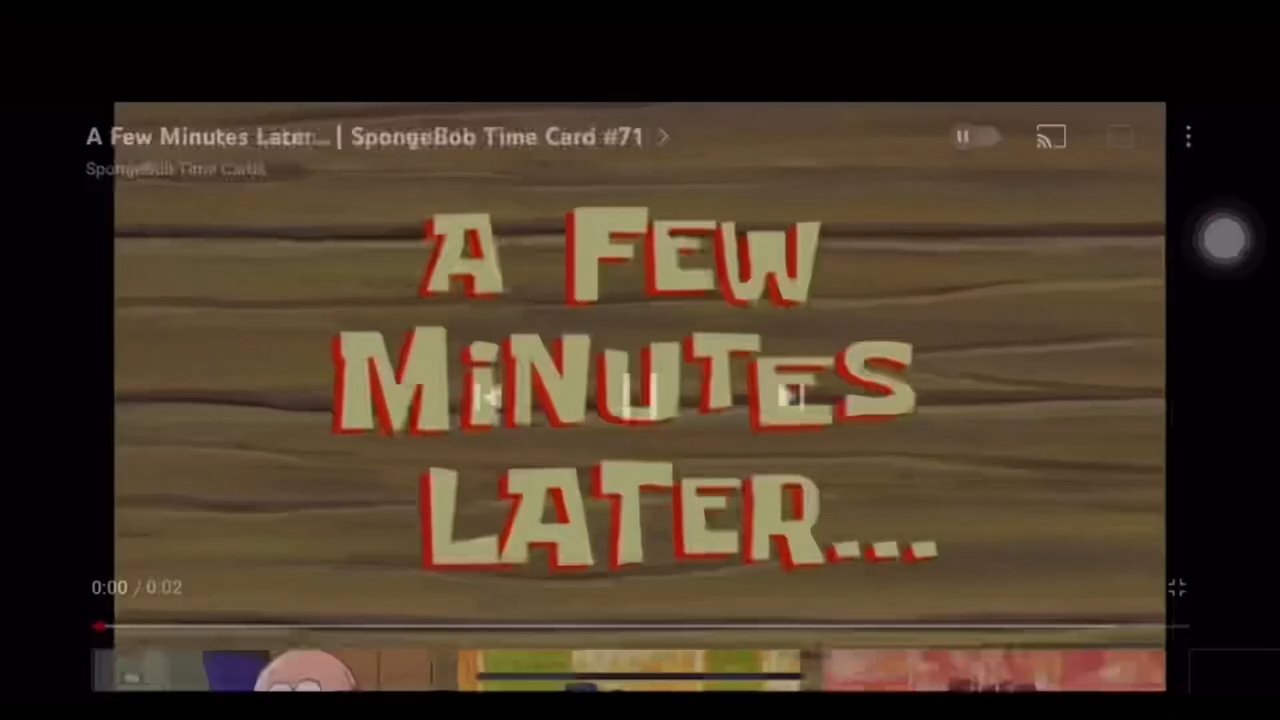 A Few Minutes Later... | SpongeBob Time Card #71
SpongeBob Time Cards
A FEW
MiNUTES
LATER...
0:00 / 0:02